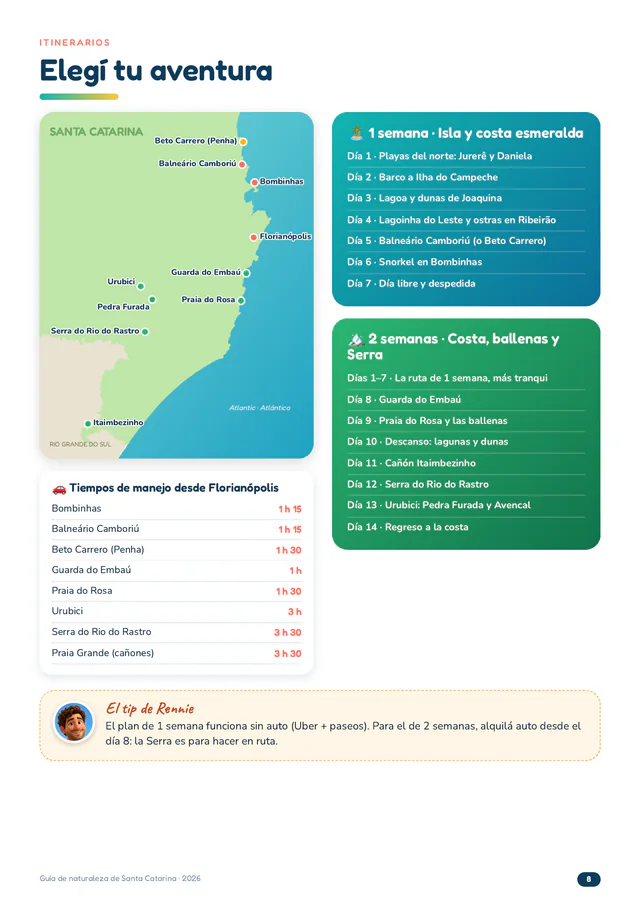 ITINERARIOS
Elegí tu aventura
SANTA CATARINA
Beto Carrero (Penha)
Balneário Camboriú
Bombinhas
Florianópolis
Guarda do Embaú
Urubici
Praia do Rosa
Pedra Furada
Serra do Rio do Rastro
Atlantic · Atlântico
Itaimbezinho
RIO GRANDE DO SUL
🚗 Tiempos de manejo desde Florianópolis
Bombinhas 1 h 15
Balneário Camboriú 1 h 15
Beto Carrero (Penha) 1 h 30
Guarda do Embaú 1 h
Praia do Rosa 1 h 30
Urubici 3 h
Serra do Rio do Rastro 3 h 30
Praia Grande (cañones) 3 h 30
🏝️ 1 semana · Isla y costa esmeralda
Día 1 · Playas del norte: Jurerê y Daniela
Día 2 · Barco a Ilha do Campeche
Día 3 · Lagoa y dunas de Joaquina
Día 4 · Lagoinha do Leste y ostras en Ribeirão
Día 5 · Balneário Camboriú (o Beto Carrero)
Día 6 · Snorkel en Bombinhas
Día 7 · Día libre y despedida
🏔️ 2 semanas · Costa, ballenas y
Serra
Días 1–7 · La ruta de 1 semana, más tranqui
Día 8 · Guarda do Embaú
Día 9 · Praia do Rosa y las ballenas
Día 10 · Descanso: lagunas y dunas
Día 11 · Cañón Itaimbezinho
Día 12 · Serra do Rio do Rastro
Día 13 · Urubici: Pedra Furada y Avencal
Día 14 · Regreso a la costa
El tip de Rennie
El plan de 1 semana funciona sin auto (Uber + paseos). Para el de 2 semanas, alquilá auto desde el
día 8: la Serra es para hacer en ruta.
Guía de naturaleza de Santa Catarina · 2026
8